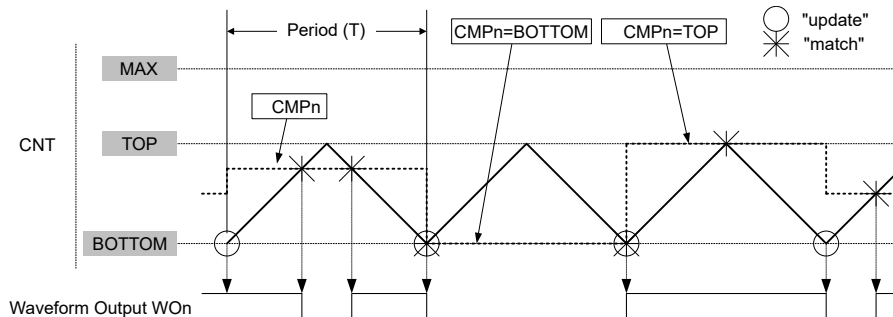 Period (T)
CMPn=BOTTOM
CMPn=TOP
"update"
"match"
MAX
CMPn
CNT
TOP
BOTTOM
Waveform Output WOn